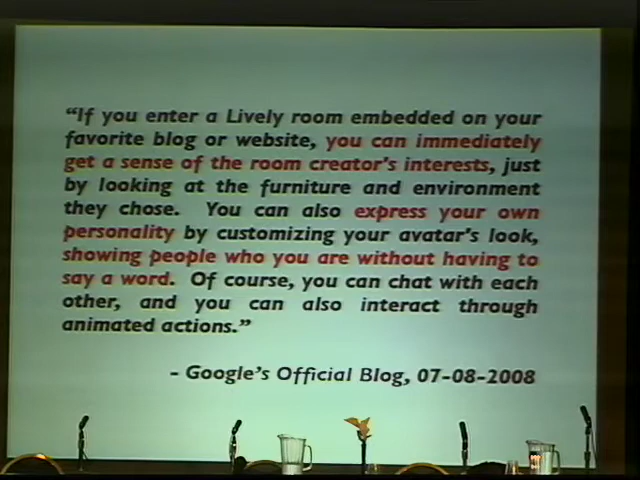 “If you enter a Lively room embedded on your
favorite blog or website, you can immediately
get a sense of the room creator’s interests, just
by looking at the furniture and environment
they chose. You can also express your own
personality by customizing your avatar’s look,
showing people who you are without having to
say a word. Of course, you can chat with each
other, and you can also interact through
animated actions.”
– Google’s Official Blog, 07-08-2008